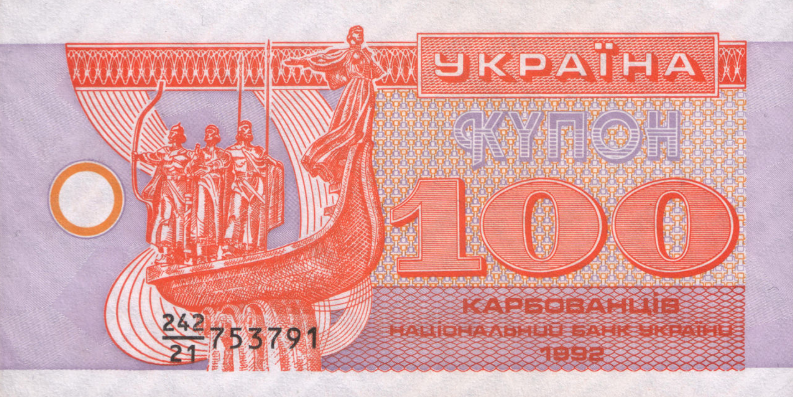 УКРАЇНА
КУПОН
100
КАРБОВАНЦІВ
НАЦІОНАЛЬНИЙ БАНК УКРАЇНИ
1992
242/21 753791